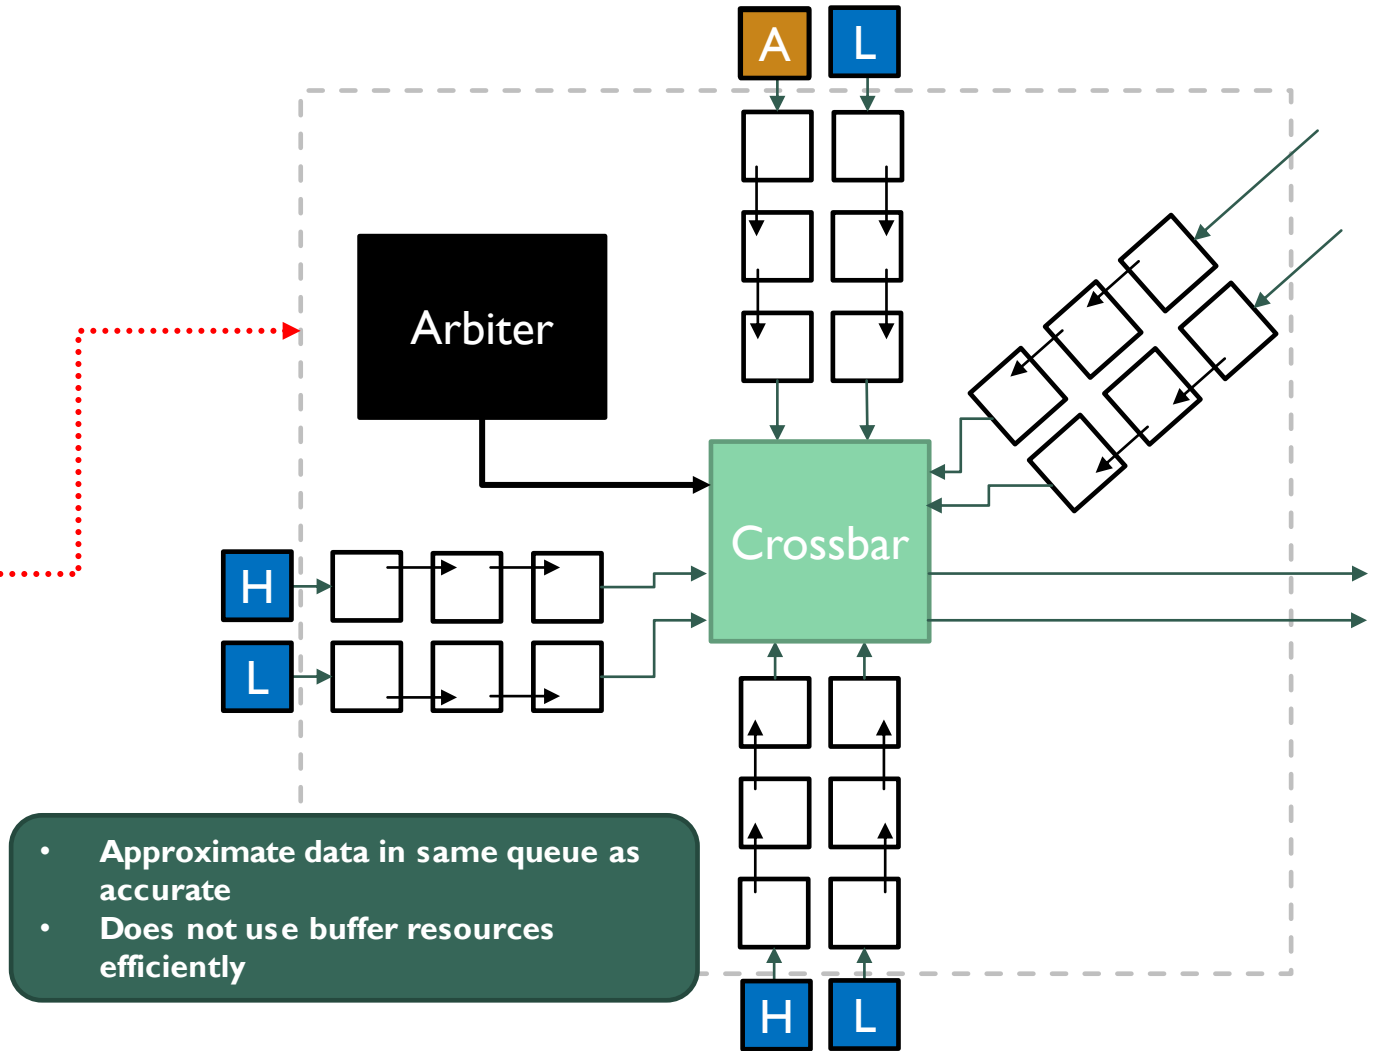 A
L
Arbiter
Crossbar
H
L
• Approximate data in same queue as
accurate
• Does not use buffer resources
efficiently
H
L